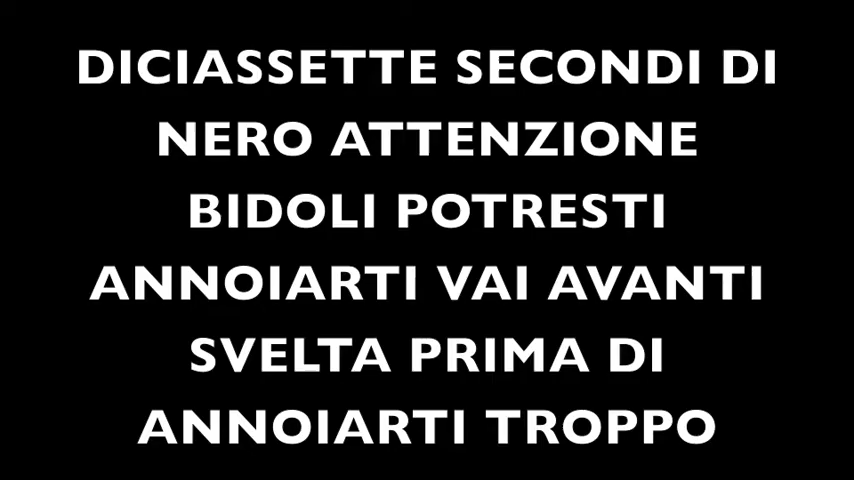 DICIASSETTE SECONDI DI
NERO ATTENZIONE
BIDOLI POTRESTI
ANNOIARTI VAI AVANTI
SVELTA PRIMA DI
ANNOIARTI TROPPO